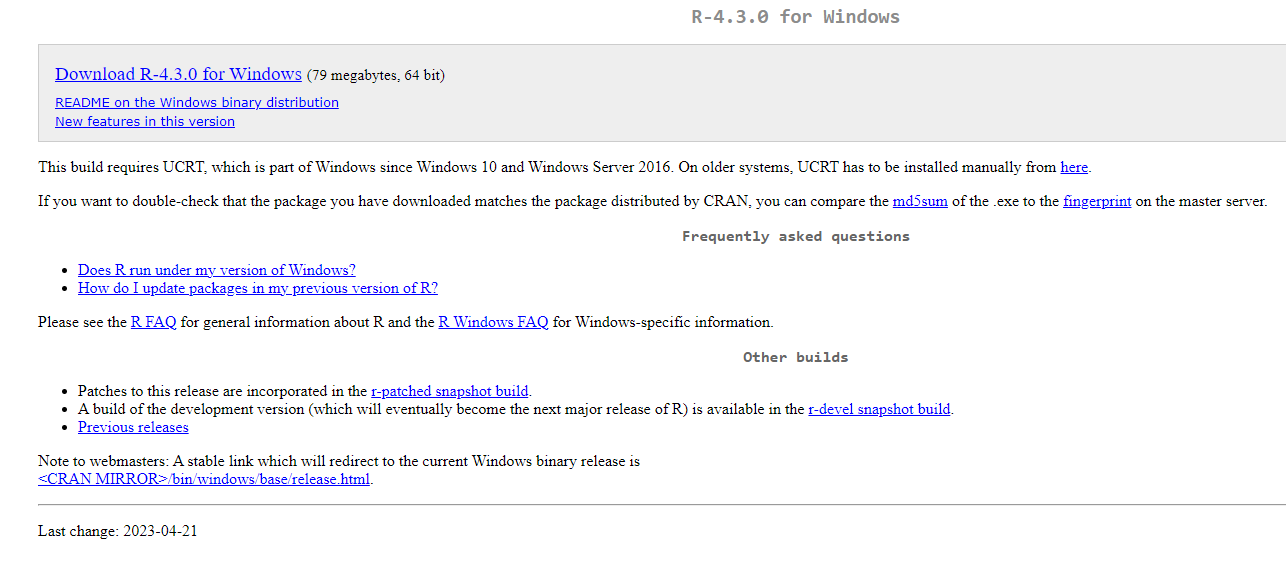 R-4.3.0 for Windows
Download R-4.3.0 for Windows (79 megabytes, 64 bit)
README on the Windows binary distribution
New features in this version
This build requires UCRT, which is part of Windows since Windows 10 and Windows Server 2016. On older systems, UCRT has to be installed manually from here.
If you want to double-check that the package you have downloaded matches the package distributed by CRAN, you can compare the md5sum of the .exe to the fingerprint on the master server.
Frequently asked questions
• Does R run under my version of Windows?
• How do I update packages in my previous version of R?
Please see the R FAQ for general information about R and the R Windows FAQ for Windows-specific information.
Other builds
• Patches to this release are incorporated in the r-patched snapshot build.
• A build of the development version (which will eventually become the next major release of R) is available in the r-devel snapshot build.
• Previous releases
Note to webmasters: A stable link which will redirect to the current Windows binary release is
<CRAN MIRROR>/bin/windows/base/release.html.
Last change: 2023-04-21